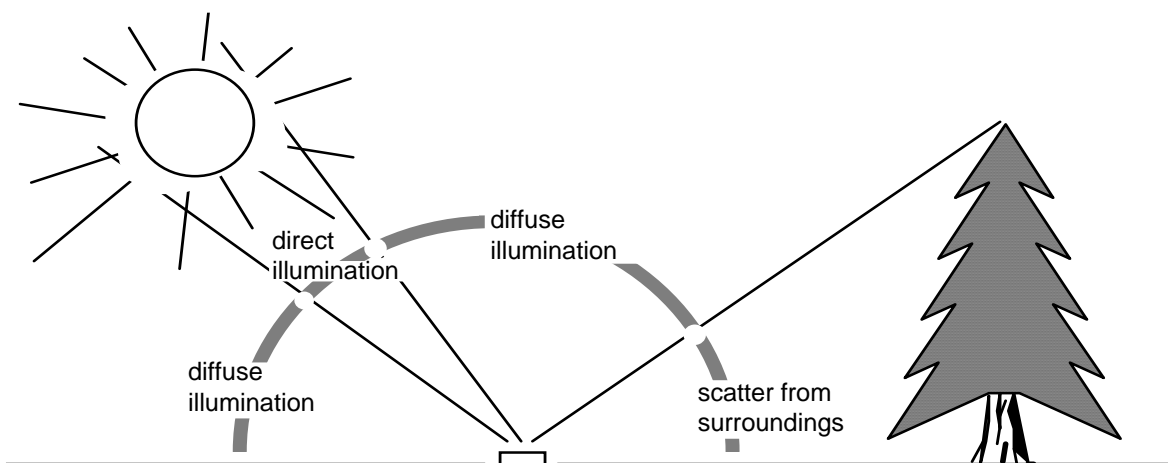 diffuse
illumination
direct
illumination
diffuse
illumination
scatter from
surroundings